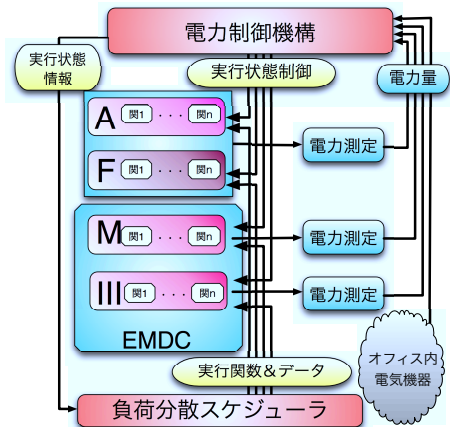 電力制御機構
実行状態
情報
実行状態制御
電力量
A 関1 ・・・ 関n
F 関1 ・・・ 関n
電力測定
M 関1 ・・・ 関n
電力測定
III 関1 ・・・ 関n
電力測定
EMDC
オフィス内
電気機器
実行関数＆データ
負荷分散スケジューラ